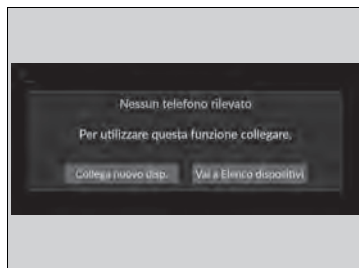 Nessun telefono rilevato
Per utilizzare questa funzione collegare.
Collega nuovo disp. Vai a Elenco dispositivi